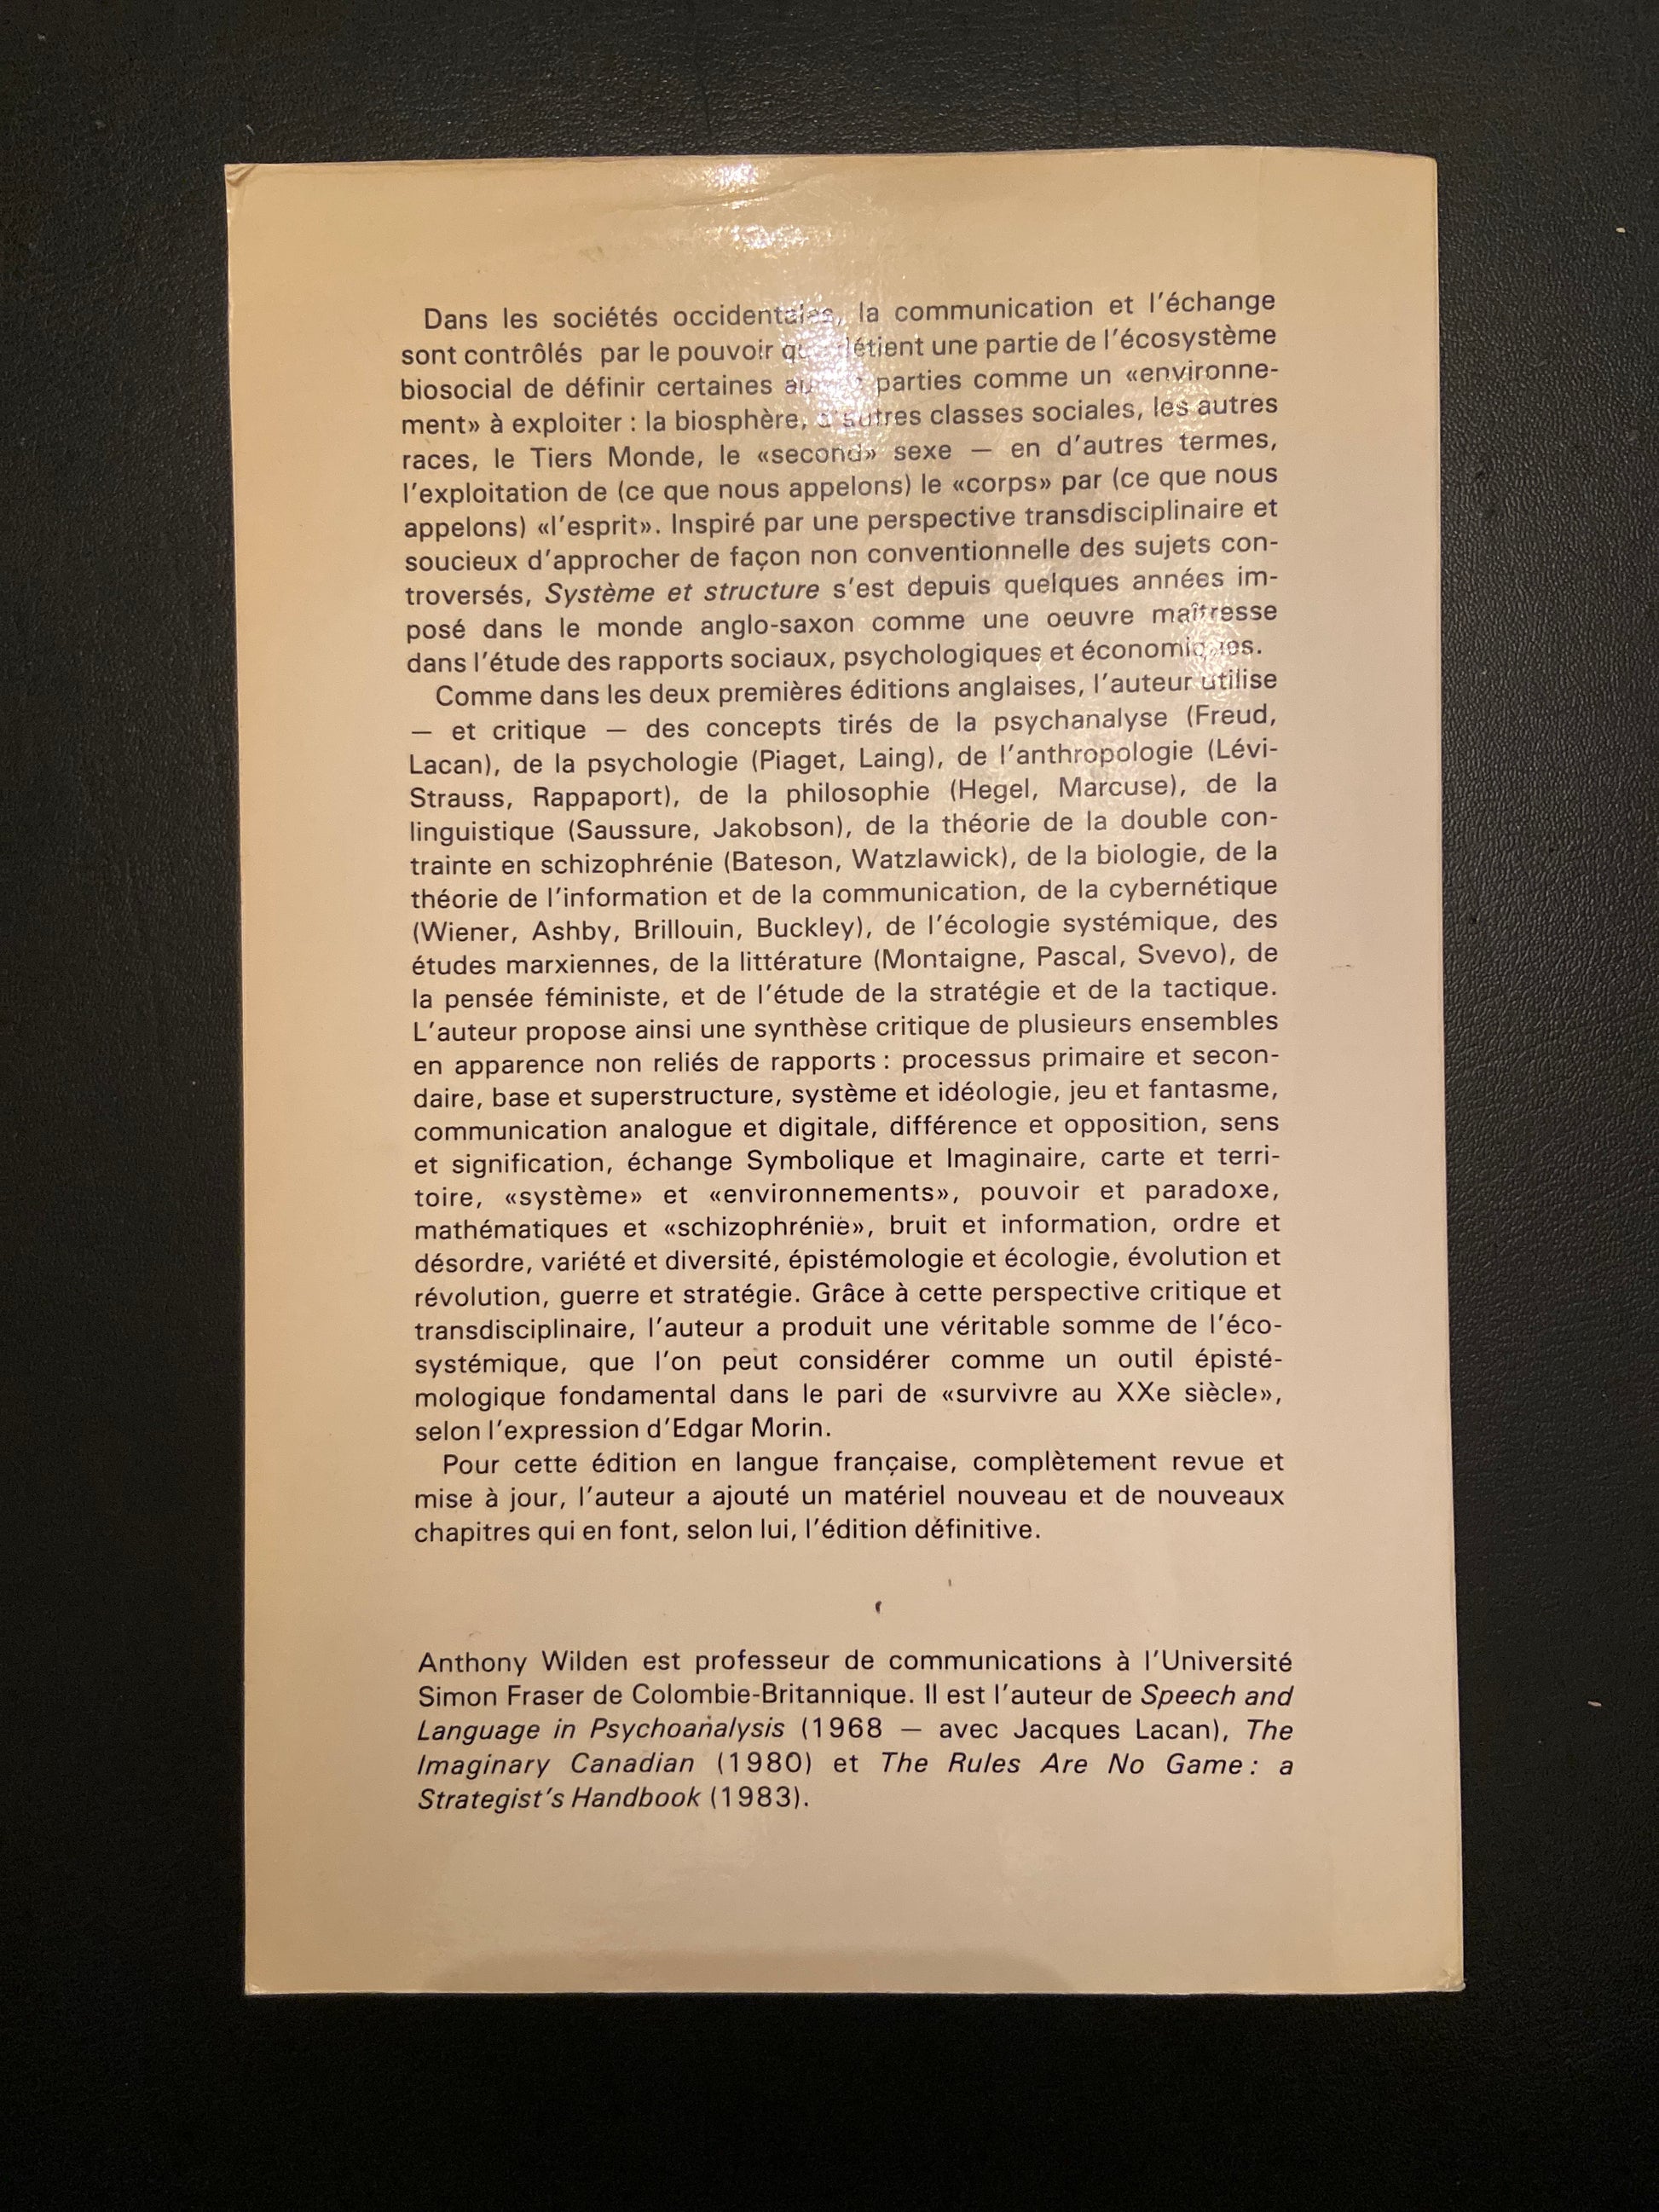 Dans les sociétés occidentales, la communication et l'échange
sont contrôlés par le pouvoir détient une partie de l'écosystème
biosocial de définir certaines parties comme un «environne-
ment» à exploiter : la biosphère, d'autres classes sociales, les autres
races, le Tiers Monde, le «second» sexe — en d'autres termes,
l'exploitation de (ce que nous appelons) le «corps» par (ce que nous
appelons) «l'esprit». Inspiré par une perspective transdisciplinaire et
soucieux d'approcher de façon non conventionnelle des sujets con-
troversés, Système et structure s'est depuis quelques années im-
posé dans le monde anglo-saxon comme une oeuvre maîtresse
dans l'étude des rapports sociaux, psychologiques et économiques.
Comme dans les deux premières éditions anglaises, l'auteur utilise
— et critique — des concepts tirés de la psychanalyse (Freud,
Lacan), de la psychologie (Piaget, Laing), de l'anthropologie (Lévi-
Strauss, Rappaport), de la philosophie (Hegel, Marcuse), de la
linguistique (Saussure, Jakobson), de la théorie de la double con-
trainte en schizophrénie (Bateson, Watzlawick), de la biologie, de la
théorie de l'information et de la communication, de la cybernétique
(Wiener, Ashby, Brillouin, Buckley), de l'écologie systémique, des
études marxiennes, de la littérature (Montaigne, Pascal, Svevo), de
la pensée féministe, et de l'étude de la stratégie et de la tactique.
L'auteur propose ainsi une synthèse critique de plusieurs ensembles
en apparence non reliés de rapports : processus primaire et secon-
daire, base et superstructure, système et idéologie, jeu et fantasme,
communication analogue et digitale, différence et opposition, sens
et signification, échange Symbolique et Imaginaire, carte et terri-
toire, «système» et «environnements», pouvoir et paradoxe,
mathématiques et «schizophrénie», bruit et information, ordre et
désordre, variété et diversité, épistémologie et écologie, évolution et
révolution, guerre et stratégie. Grâce à cette perspective critique et
transdisciplinaire, l'auteur a produit une véritable somme de l'éco-
systémique, que l'on peut considérer comme un outil épisté-
mologique fondamental dans le pari de «survivre au XXe siècle»,
selon l'expression d'Edgar Morin.
Pour cette édition en langue française, complètement revue et
mise à jour, l'auteur a ajouté un matériel nouveau et de nouveaux
chapitres qui en font, selon lui, l'édition définitive.
Anthony Wilden est professeur de communications à l'Université
Simon Fraser de Colombie-Britannique. Il est l'auteur de Speech and
Language in Psychoanalysis (1968 — avec Jacques Lacan), The
Imaginary Canadian (1980) et The Rules Are No Game : a
Strategist's Handbook (1983).